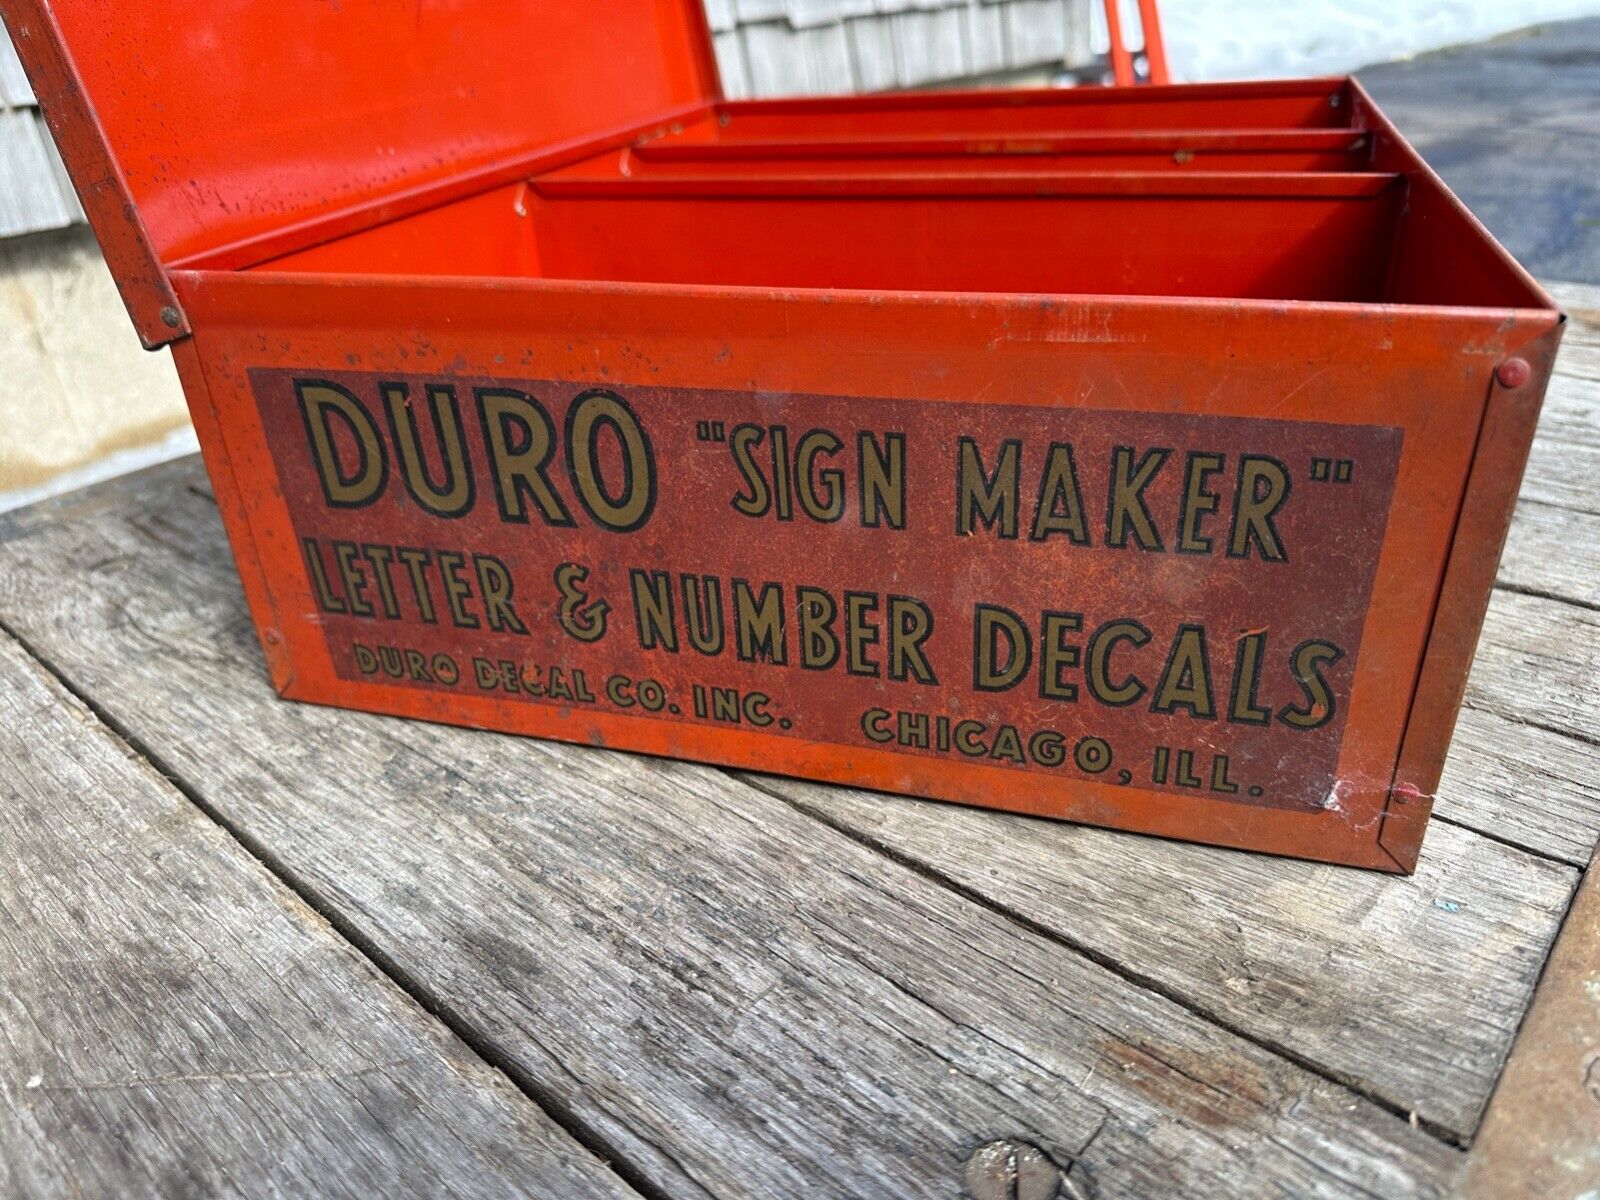 DURO "SIGN MAKER"
LETTER & NUMBER DECALS
DURO DECAL CO. INC. CHICAGO, ILL.